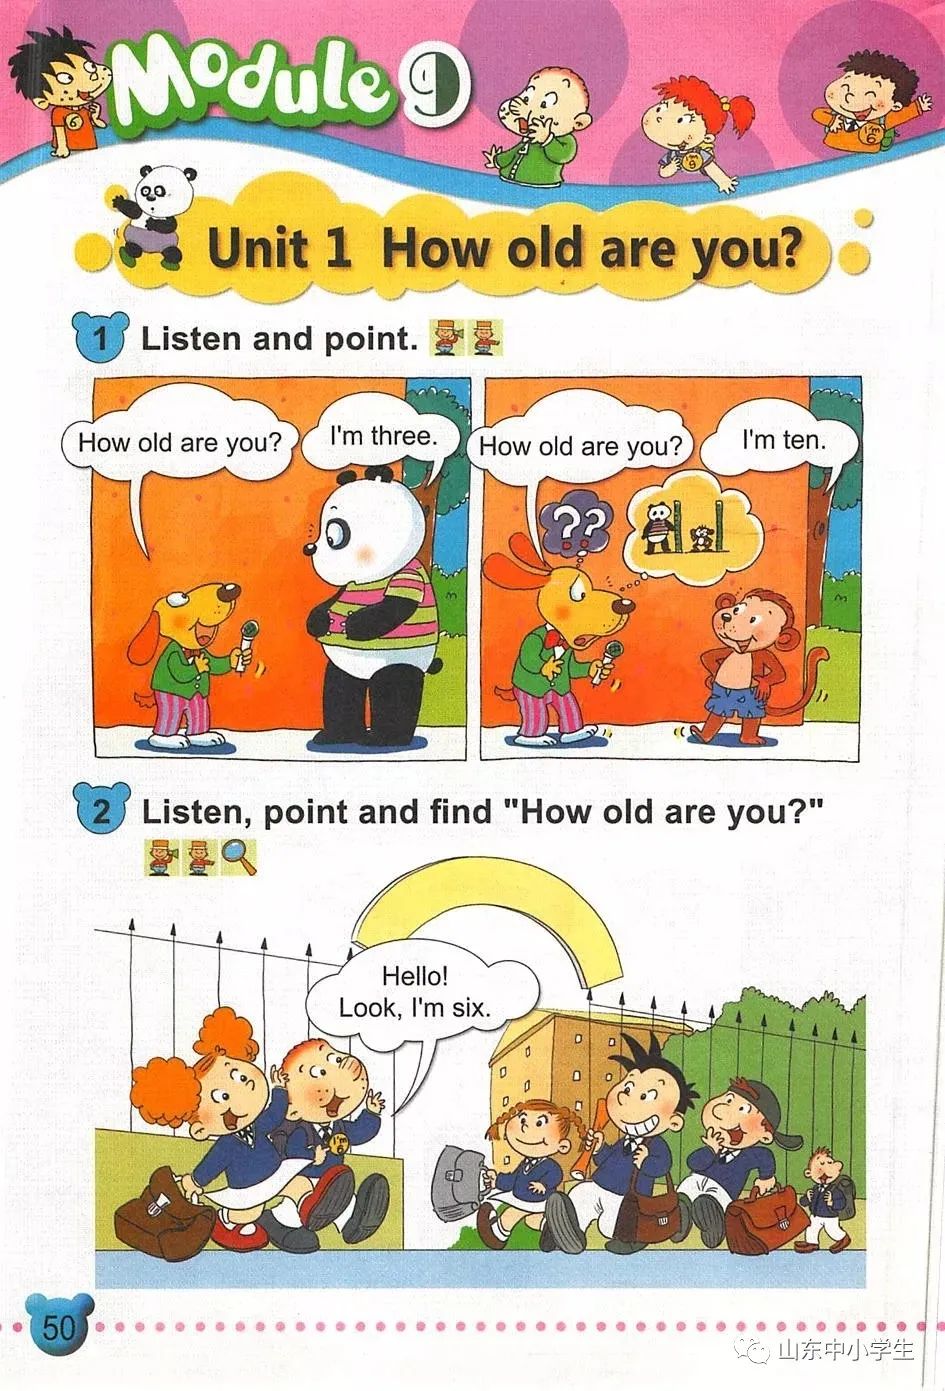 Module 9
Unit 1 How old are you?
1 Listen and point.
How old are you?
I'm three.
How old are you?
I'm ten.
??
2 Listen, point and find "How old are you?"
Hello!
Look, I'm six.
I'm 6
50
山东中小学生